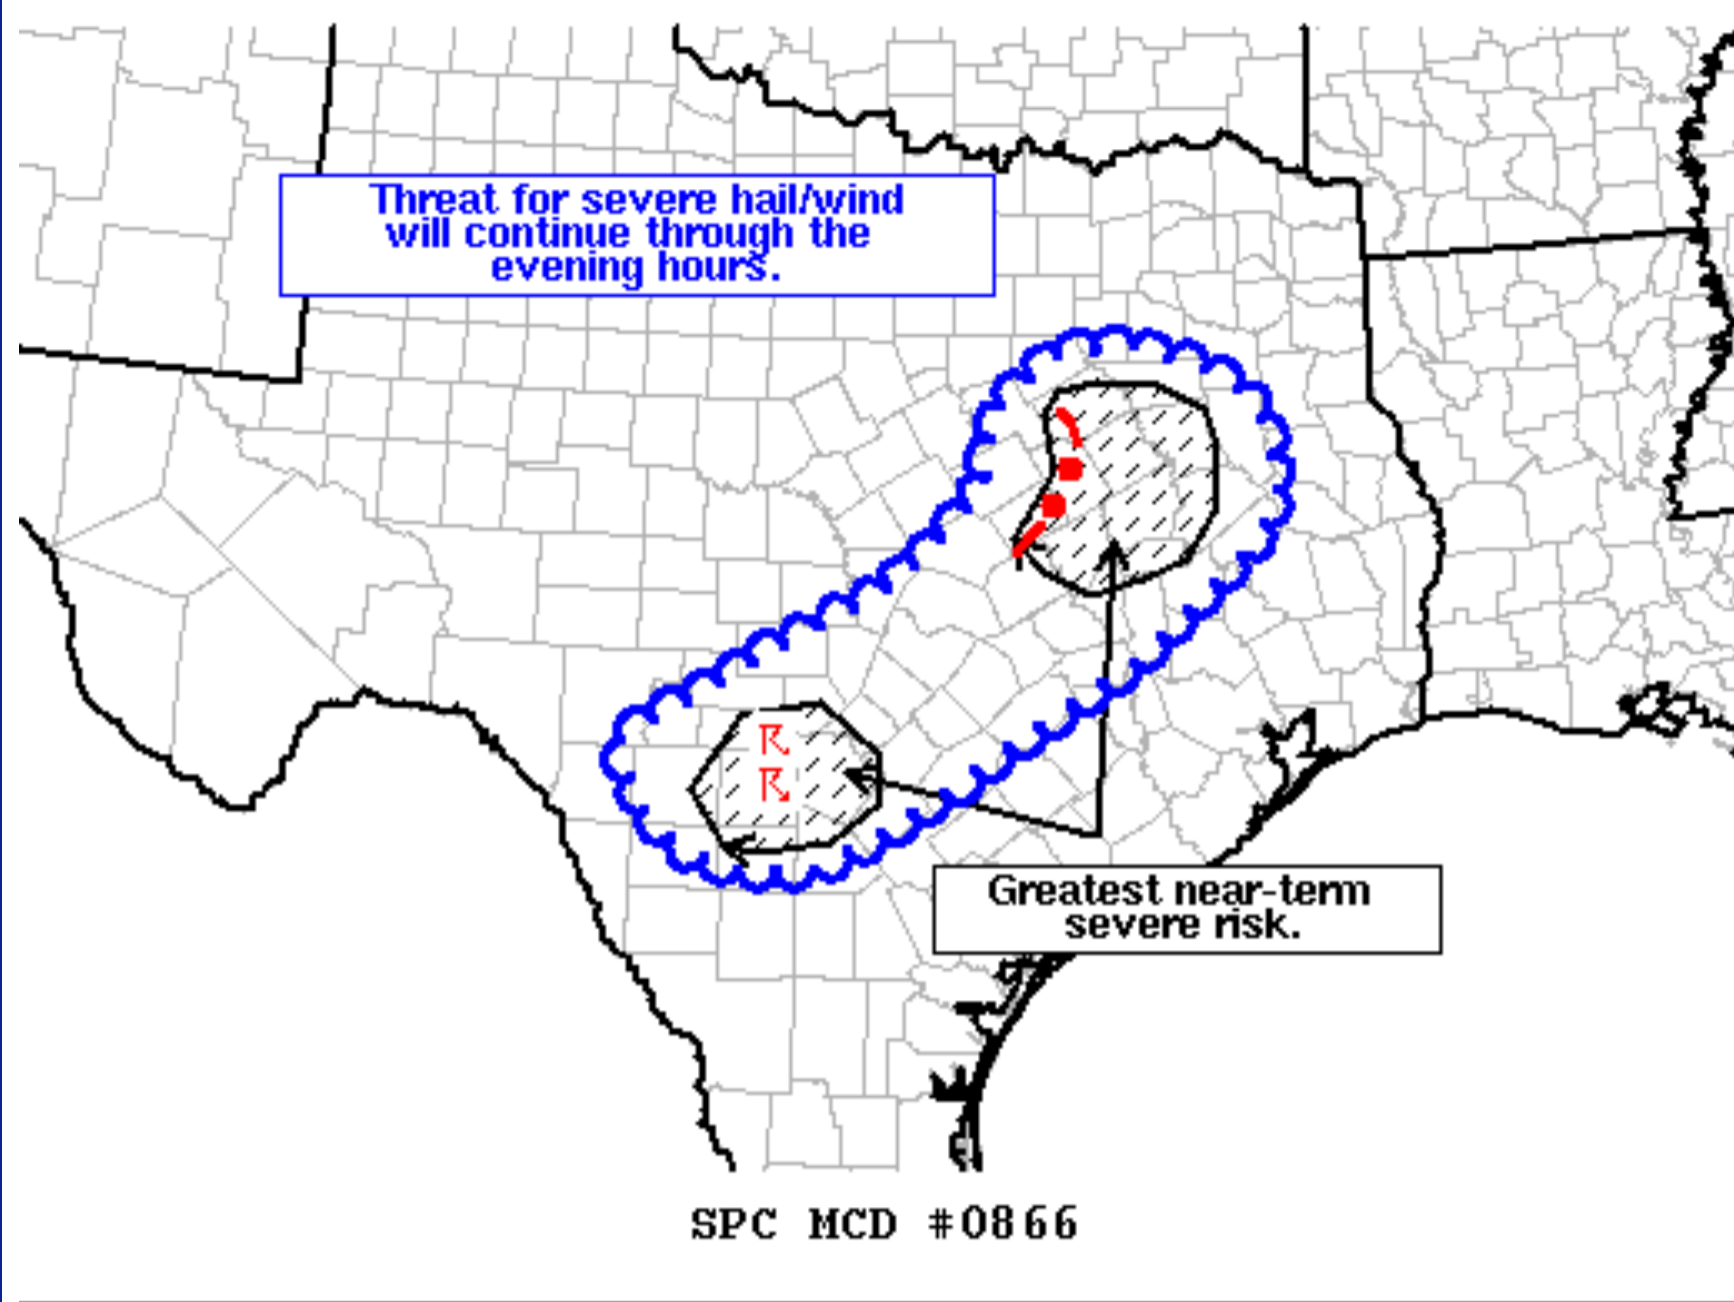 Threat for severe hail/wind
will continue through the
evening hours.
Greatest near-term
severe risk.
SPC MCD #0866